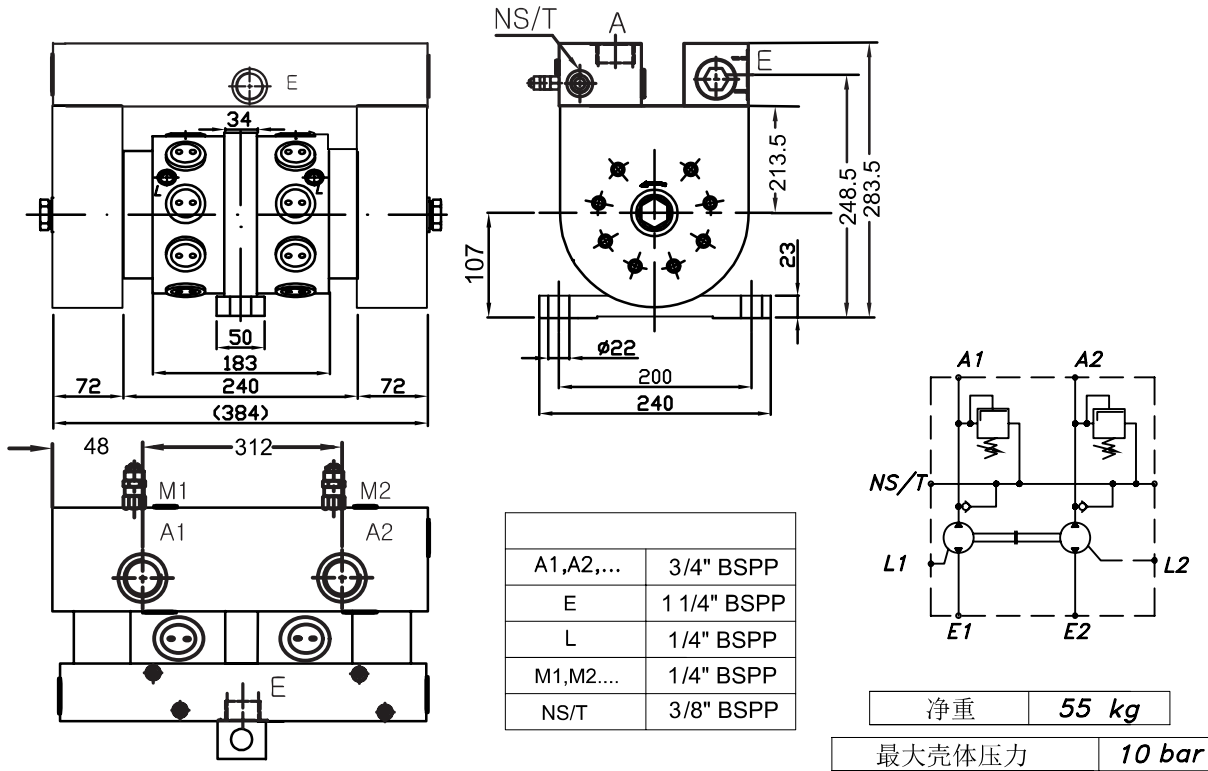 NS/T
A
E
E
34
L
L
213.5
248.5
283.5
107
23
50
183
ø22
72
240
72
200
(384)
240
48
312
M1
M2
A1
A2
E
A1,A2,... 3/4" BSPP
E 1 1/4" BSPP
L 1/4" BSPP
M1,M2.... 1/4" BSPP
NS/T 3/8" BSPP
A1
A2
NS/T
L1
L2
E1
E2
净重 55 kg
最大壳体压力 10 bar